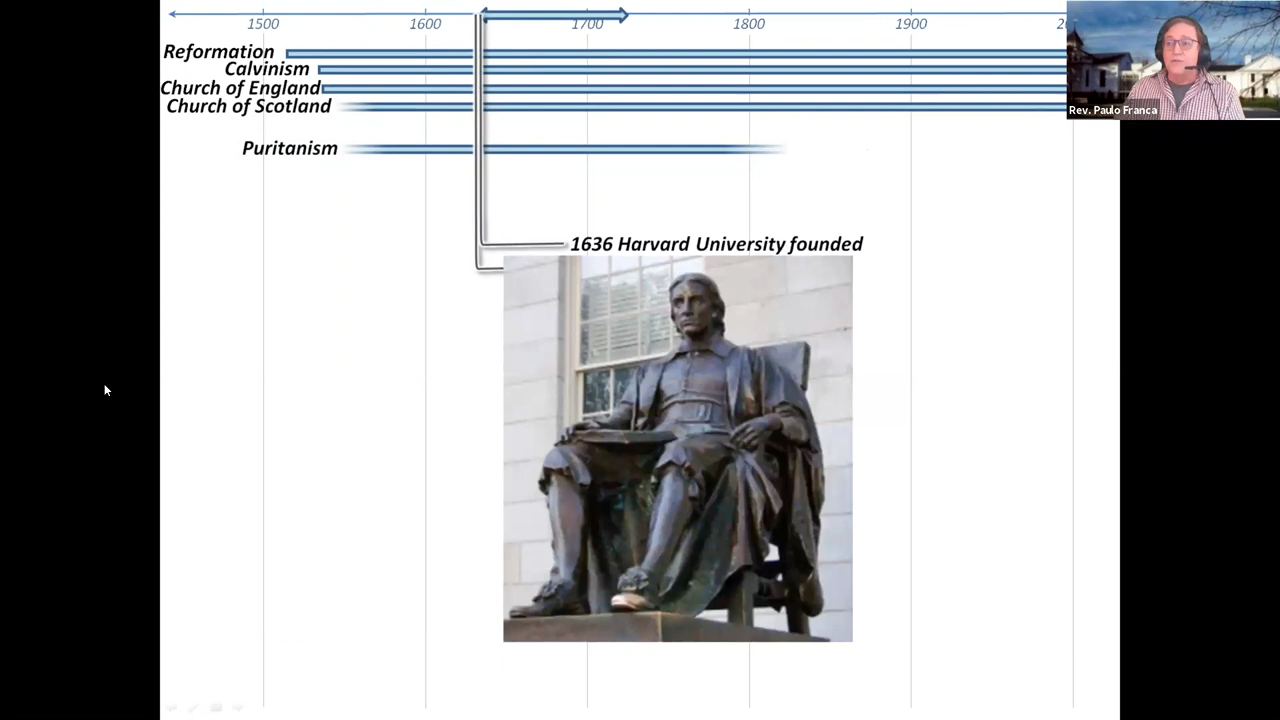 1500 1600 1700 1800 1900
Reformation
Calvinism
Church of England
Church of Scotland
Rev. Paulo Franca
Puritanism
1636 Harvard University founded